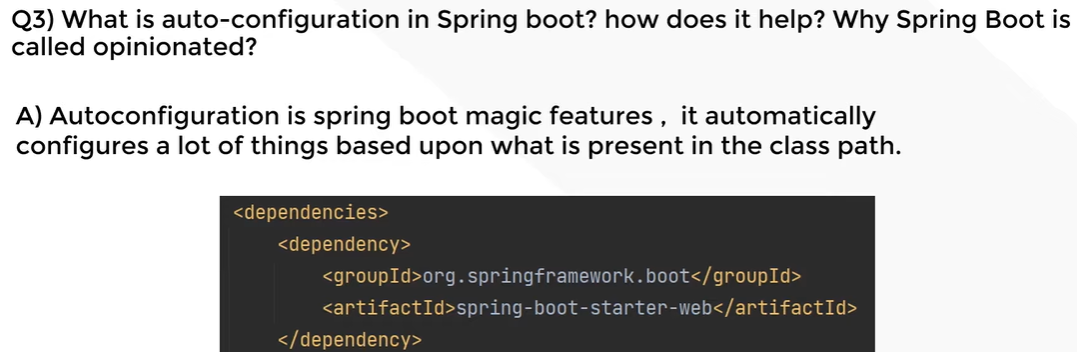 Q3) What is auto-configuration in Spring boot? how does it help? Why Spring Boot is
called opinionated?
A) Autoconfiguration is spring boot magic features , it automatically
configures a lot of things based upon what is present in the class path.
<dependencies>
<dependency>
<groupId>org.springframework.boot</groupId>
<artifactId>spring-boot-starter-web</artifactId>
</dependency>